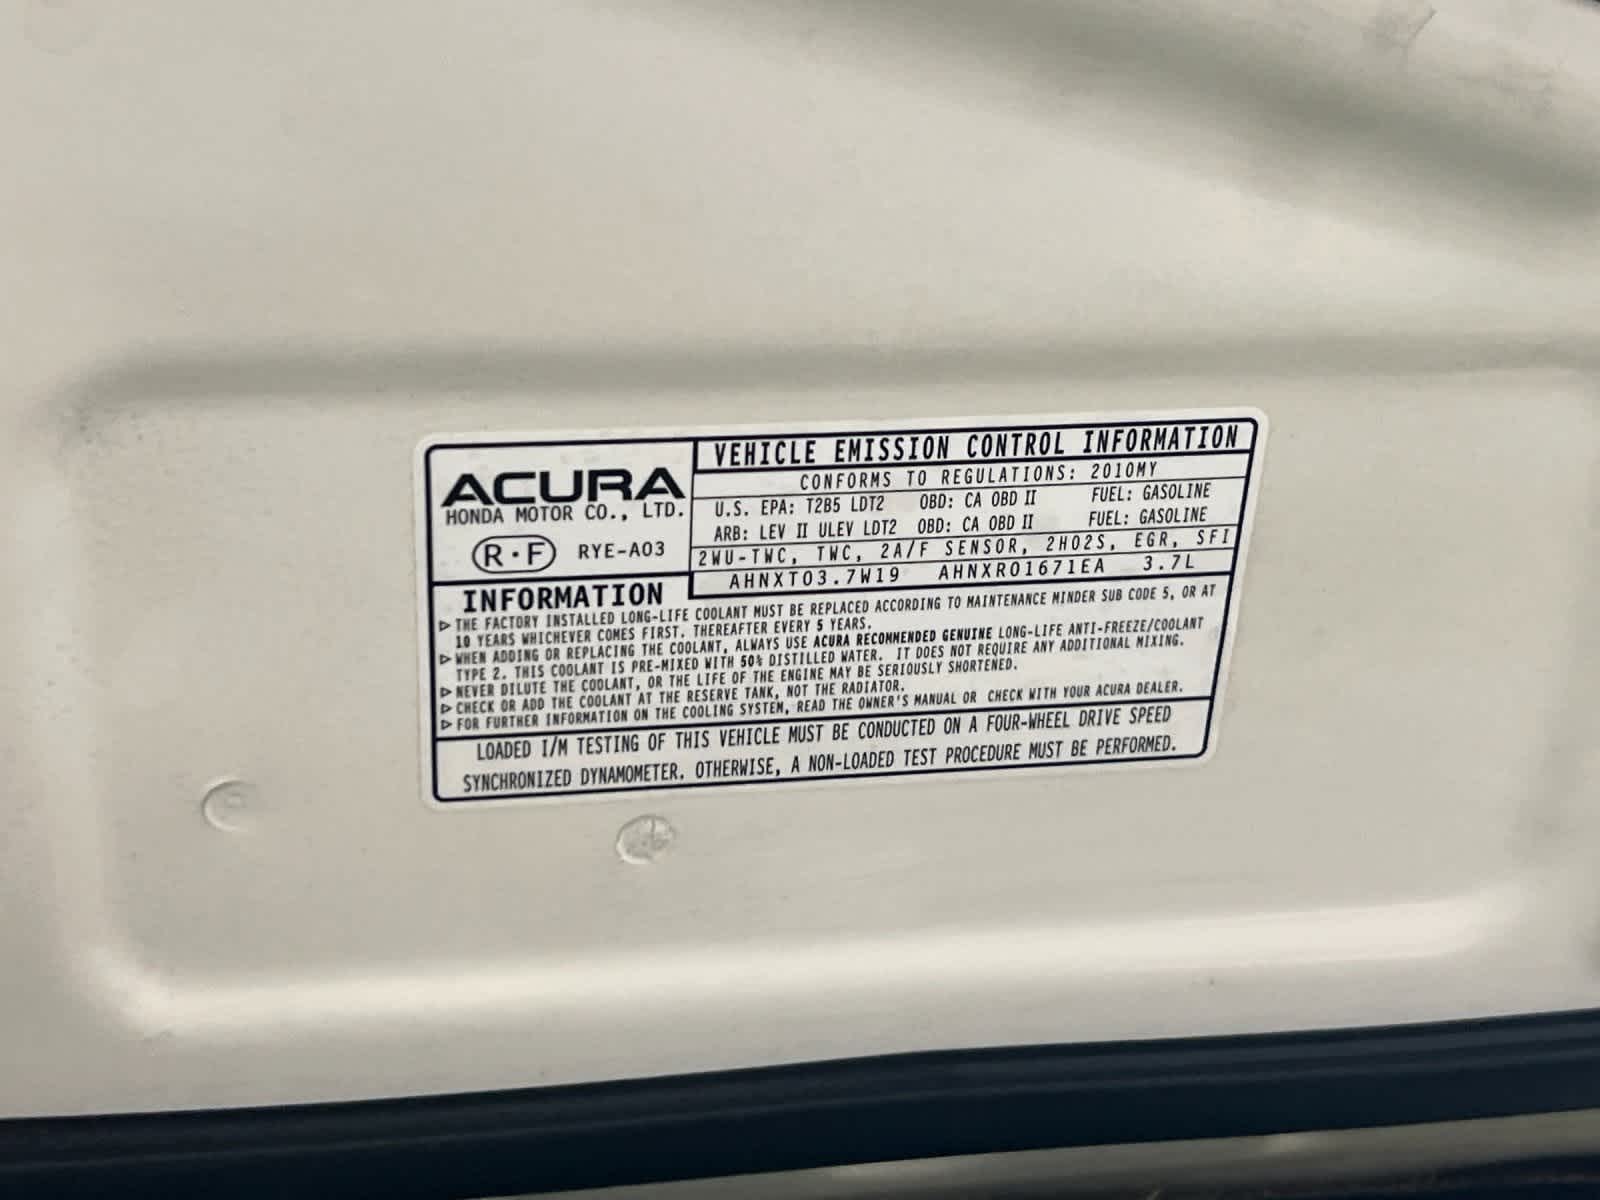 ACURA
HONDA MOTOR CO., LTD.
R·F RYE-A03
VEHICLE EMISSION CONTROL INFORMATION
CONFORMS TO REGULATIONS: 2010MY
U.S. EPA: T2B5 LDT2 OBD: CA OBD II FUEL: GASOLINE
ARB: LEV II ULEV LDT2 OBD: CA OBD II FUEL: GASOLINE
2WU-TWC, TWC, 2A/F SENSOR, 2HO2S, EGR, SFI
AHNXT03.7W19 AHNXR01671EA 3.7L
INFORMATION
▷THE FACTORY INSTALLED LONG-LIFE COOLANT MUST BE REPLACED ACCORDING TO MAINTENANCE MINDER SUB CODE 5, OR AT
10 YEARS WHICHEVER COMES FIRST. THEREAFTER EVERY 5 YEARS.
▷WHEN ADDING OR REPLACING THE COOLANT, ALWAYS USE ACURA RECOMMENDED GENUINE LONG-LIFE ANTI-FREEZE/COOLANT
TYPE 2. THIS COOLANT IS PRE-MIXED WITH 50% DISTILLED WATER. IT DOES NOT REQUIRE ANY ADDITIONAL MIXING.
▷NEVER DILUTE THE COOLANT, OR THE LIFE OF THE ENGINE MAY BE SERIOUSLY SHORTENED.
▷CHECK OR ADD THE COOLANT AT THE RESERVE TANK, NOT THE RADIATOR.
▷FOR FURTHER INFORMATION ON THE COOLING SYSTEM, READ THE OWNER'S MANUAL OR CHECK WITH YOUR ACURA DEALER.
LOADED I/M TESTING OF THIS VEHICLE MUST BE CONDUCTED ON A FOUR-WHEEL DRIVE SPEED
SYNCHRONIZED DYNAMOMETER. OTHERWISE, A NON-LOADED TEST PROCEDURE MUST BE PERFORMED.